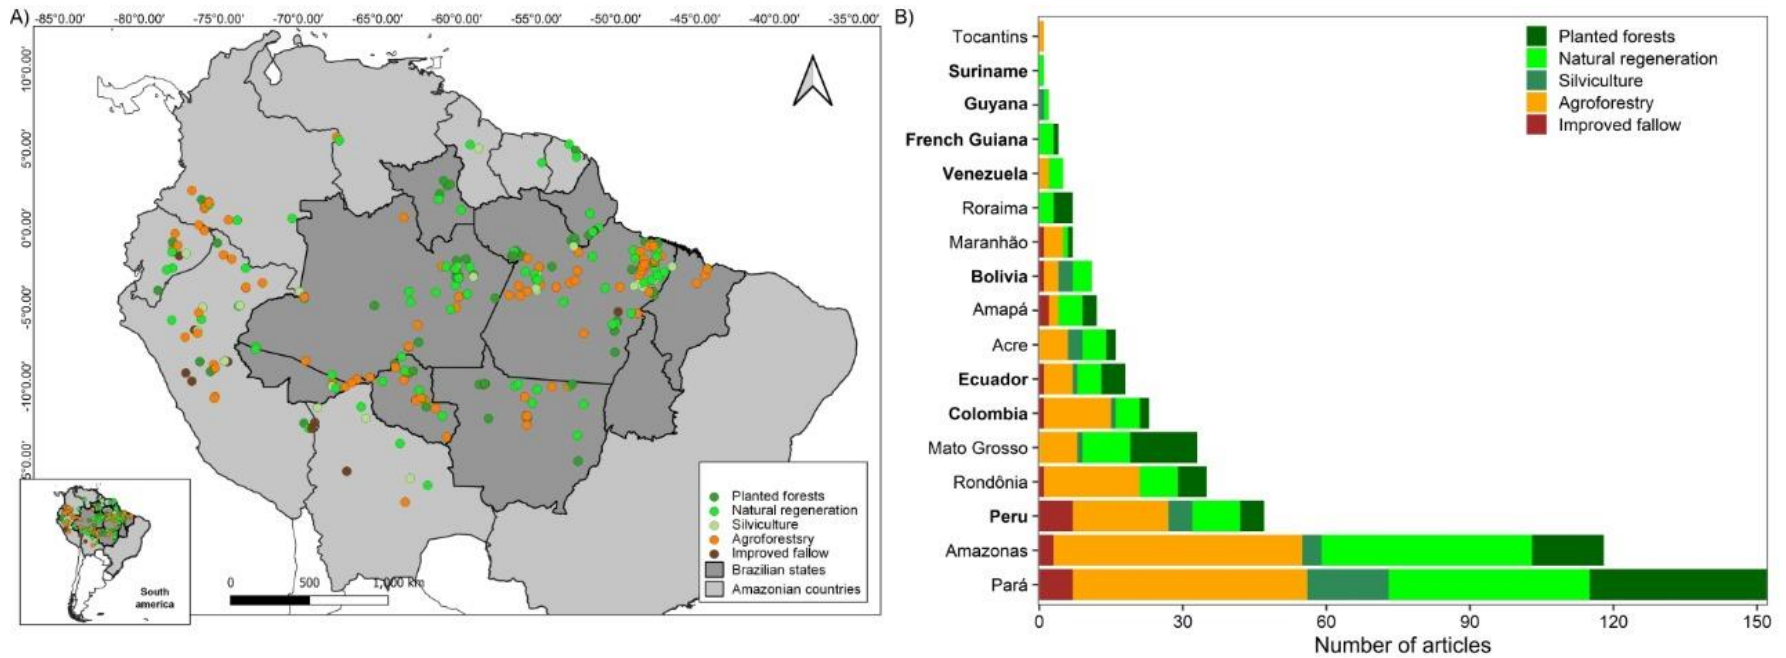 A)
-85°0.00' -80°0.00' -75°0.00' -70°0.00' -65°0.00' -60°0.00' -55°0.00' -50°0.00' -45°0.00' -40°0.00' -35°0.00'
10°0.00'
5°0.00'
0°0.00'
-5°0.00'
-10°0.00'
5°0.00'
Planted forests
Natural regeneration
Silviculture
Agroforestsry
Improved fallow
Brazilian states
Amazonian countries
0 500 1,000 km
South
america
B)
Tocantins
Suriname
Guyana
French Guiana
Venezuela
Roraima
Maranhão
Bolivia
Amapá
Acre
Ecuador
Colombia
Mato Grosso
Rondônia
Peru
Amazonas
Pará
0 30 60 90 120 150
Number of articles
Planted forests
Natural regeneration
Silviculture
Agroforestry
Improved fallow